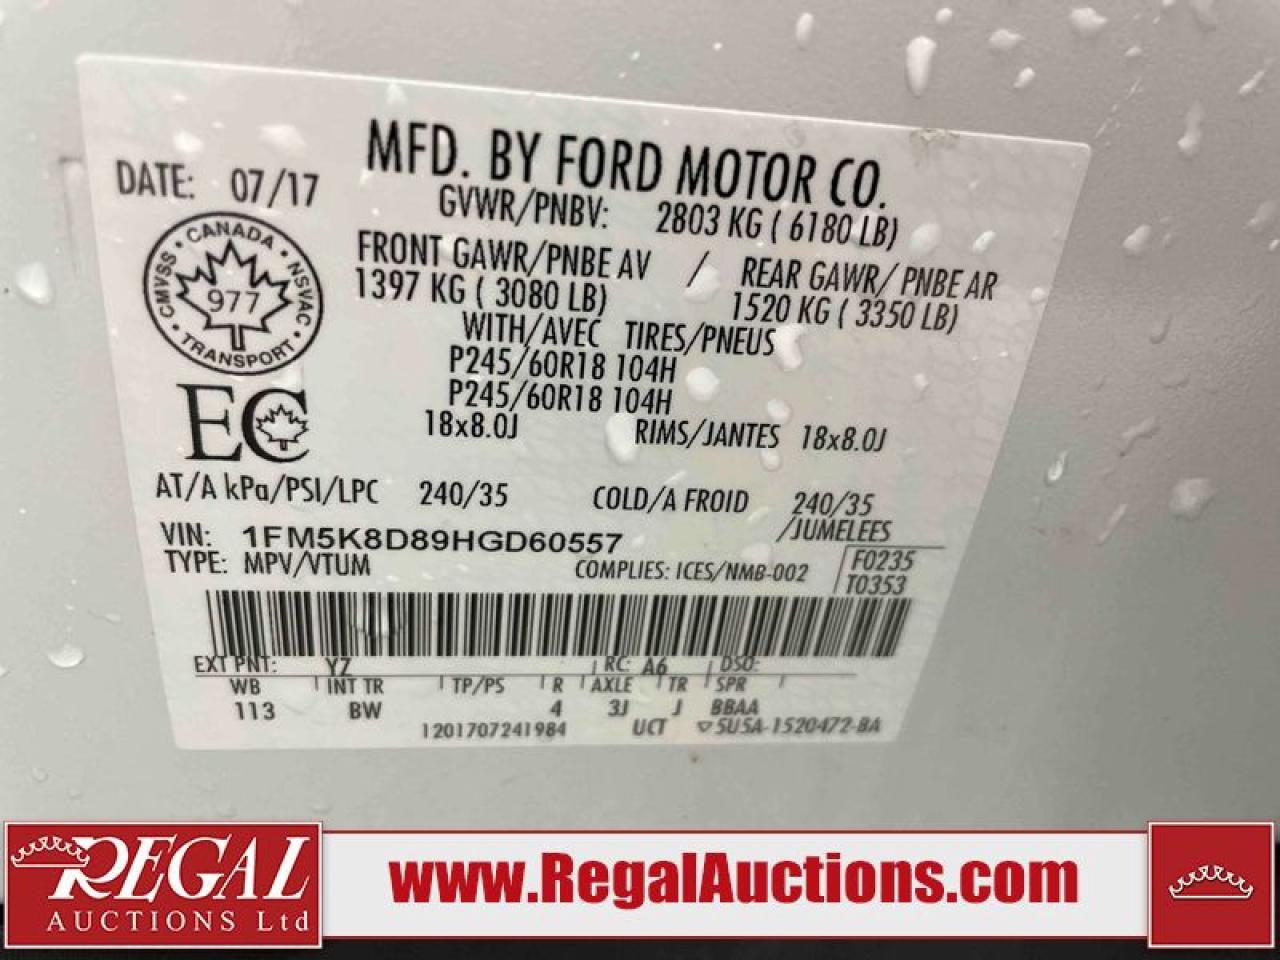 MFD. BY FORD MOTOR CO.
DATE: 07/17
GVWR/PNBV: 2803 KG ( 6180 LB)
FRONT GAWR/PNBE AV / REAR GAWR/ PNBE AR
1397 KG ( 3080 LB) 1520 KG ( 3350 LB)
WITH/AVEC TIRES/PNEUS
P245/60R18 104H
P245/60R18 104H
18x8.0J RIMS/JANTES 18x8.0J
CANADA
CMVSS • NSVAC
977
TRANSPORT
EC
AT/A kPa/PSI/LPC 240/35 COLD/A FROID 240/35
/JUMELEES
VIN: 1FM5K8D89HGD60557
TYPE: MPV/VTUM COMPLIES: ICES/NMB-002
F0235
T0353
EXT PNT: YZ RC: A6 DSO:
WB INT TR TP/PS R AXLE TR SPR
113 BW 4 3J J BBAA
1201707241984 UCT ▽5U5A-1520472-BA
REGAL
AUCTIONS Ltd
www.RegalAuctions.com